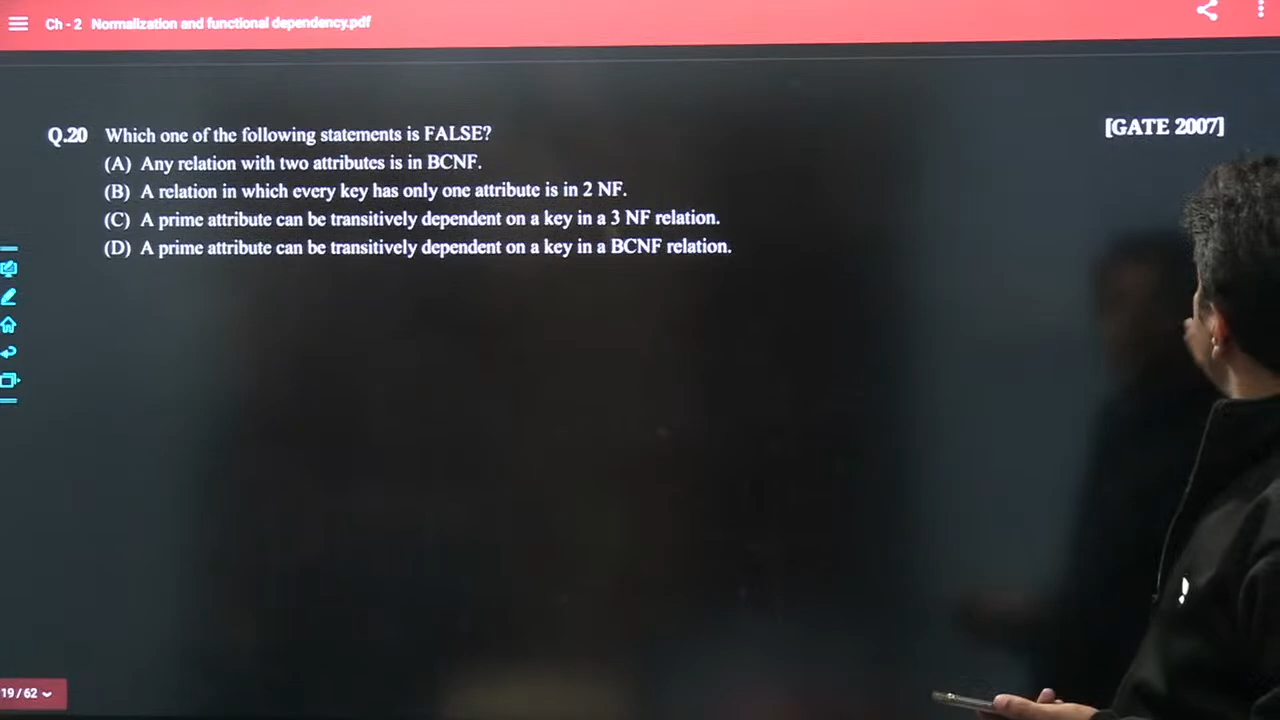 Ch - 2 Normalization and functional dependency.pdf
Q.20 Which one of the following statements is FALSE? [GATE 2007]
(A) Any relation with two attributes is in BCNF.
(B) A relation in which every key has only one attribute is in 2 NF.
(C) A prime attribute can be transitively dependent on a key in a 3 NF relation.
(D) A prime attribute can be transitively dependent on a key in a BCNF relation.
19 / 62